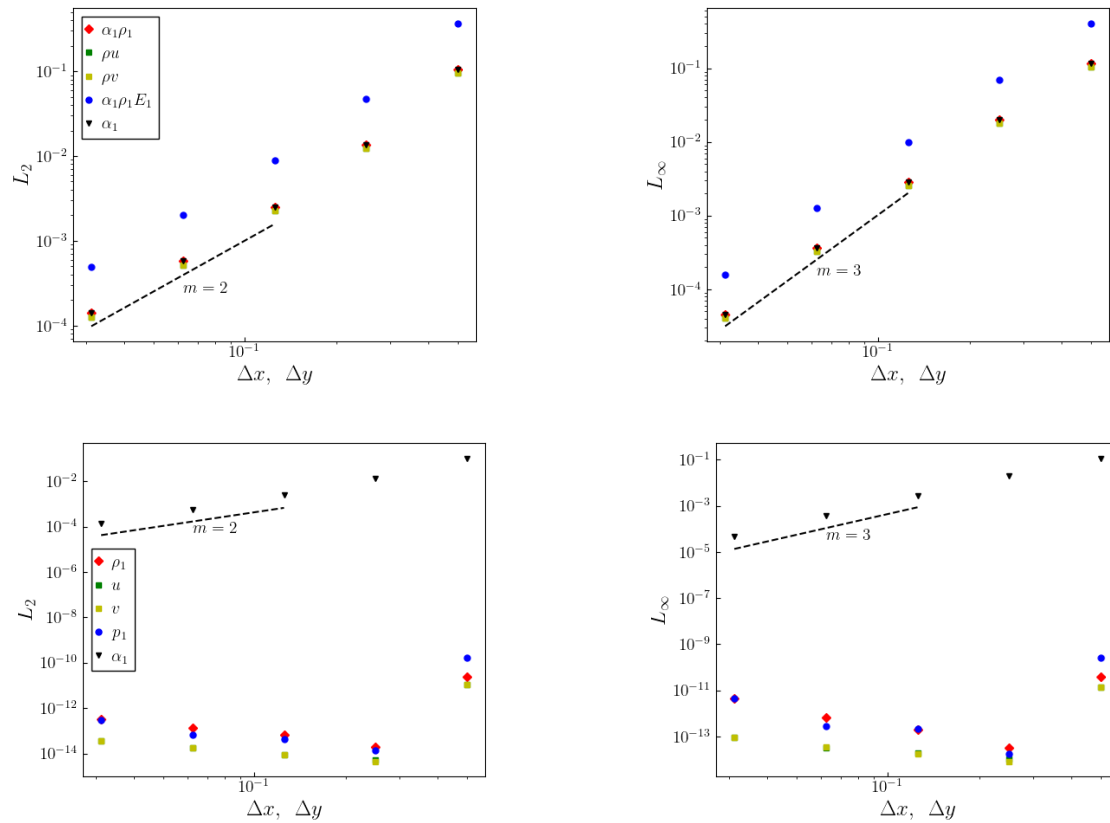 α₁ρ₁
ρu
ρv
α₁ρ₁E₁
α₁
10⁻¹
10⁻²
10⁻³
10⁻⁴
L₂
m = 2
10⁻¹
Δx, Δy
10⁻¹
10⁻²
10⁻³
10⁻⁴
L∞
m = 3
10⁻¹
Δx, Δy
10⁻²
10⁻⁴
10⁻⁶
10⁻⁸
10⁻¹⁰
10⁻¹²
10⁻¹⁴
L₂
m = 2
ρ₁
u
v
p₁
α₁
10⁻¹
Δx, Δy
10⁻¹
10⁻³
10⁻⁵
10⁻⁷
10⁻⁹
10⁻¹¹
10⁻¹³
L∞
m = 3
10⁻¹
Δx, Δy